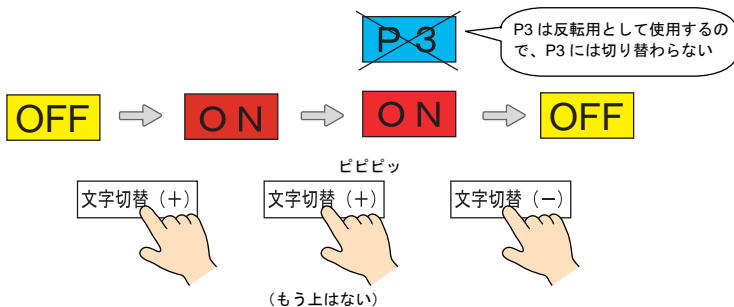 P3
P3 は反転用として使用するの
で、P3 には切り替わらない
OFF
ON
ON
OFF
ピピピッ
文字切替（＋）
文字切替（＋）
文字切替（－）
（もう上はない）